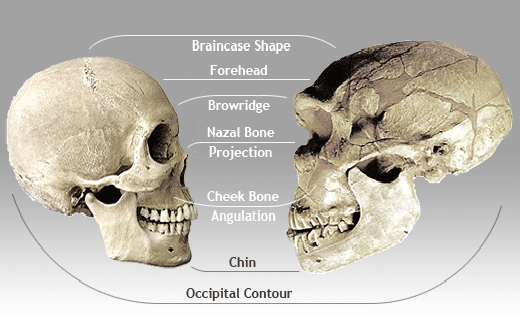 Braincase Shape
Forehead
Browridge
Nazal Bone
Projection
Cheek Bone
Angulation
Chin
Occipital Contour